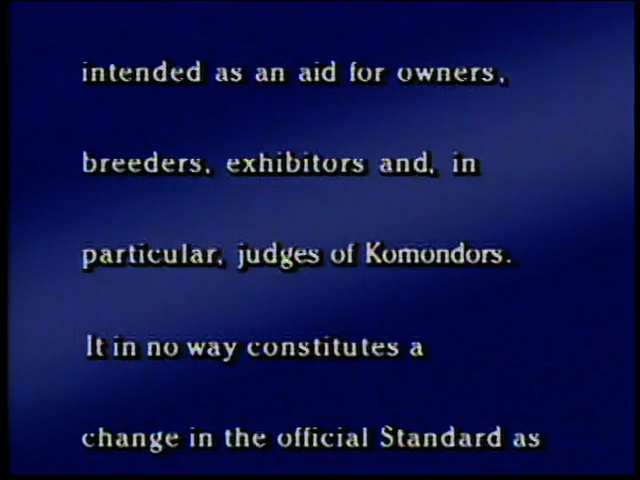 intended as an aid for owners,
breeders, exhibitors and, in
particular, judges of Komondors.
It in no way constitutes a
change in the official Standard as